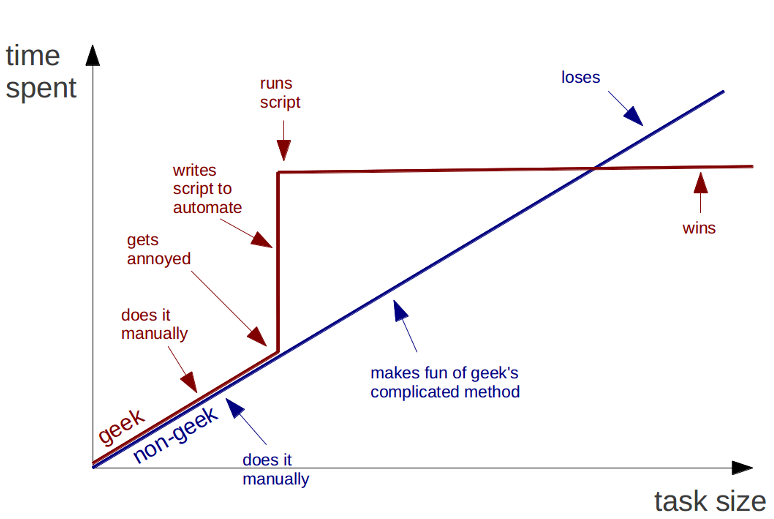 time
spent
runs
script
loses
writes
script to
automate
wins
gets
annoyed
does it
manually
makes fun of geek's
complicated method
geek
non-geek
does it
manually
task size